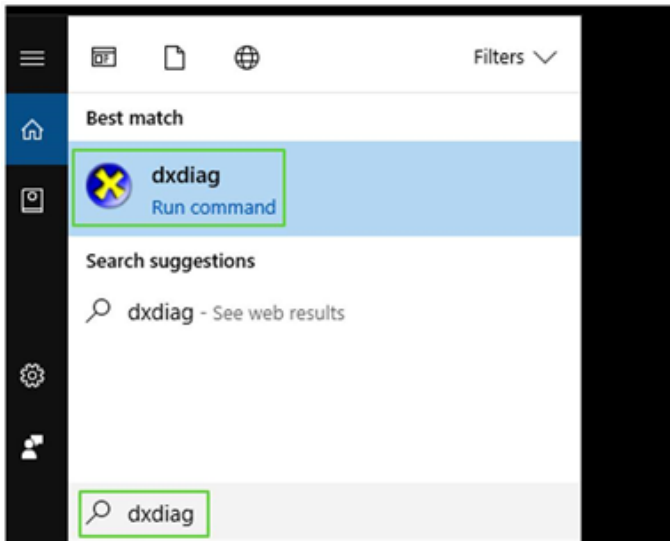 Filters
Best match
dxdiag
Run command
Search suggestions
dxdiag - See web results
dxdiag